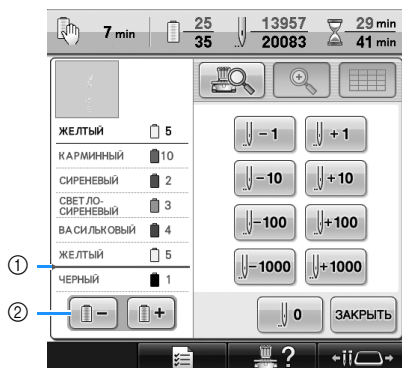 7 min
25
35
13957
20083
29 min
41 min
ЖЕЛТЫЙ 5
КАРМИННЫЙ 10
СИРЕНЕВЫЙ 2
СВЕТЛО-
СИРЕНЕВЫЙ 3
ВАСИЛЬКОВЫЙ 4
ЖЕЛТЫЙ 5
ЧЕРНЫЙ 1
− 1
+ 1
− 10
+ 10
−100
+100
−1000
+1000
0
ЗАКРЫТЬ
− +
?
1
2